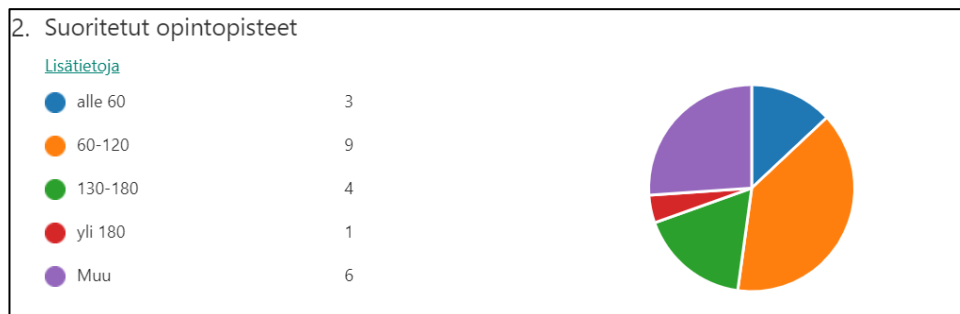 2. Suoritetut opintopisteet
Lisätietoja
alle 60 3
60-120 9
130-180 4
yli 180 1
Muu 6